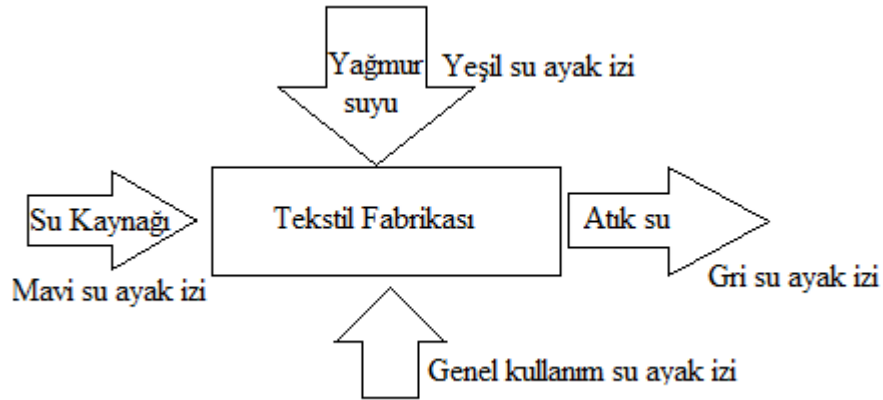 Yağmur
suyu
Yeşil su ayak izi
Su Kaynağı
Mavi su ayak izi
Tekstil Fabrikası
Atık su
Gri su ayak izi
Genel kullanım su ayak izi